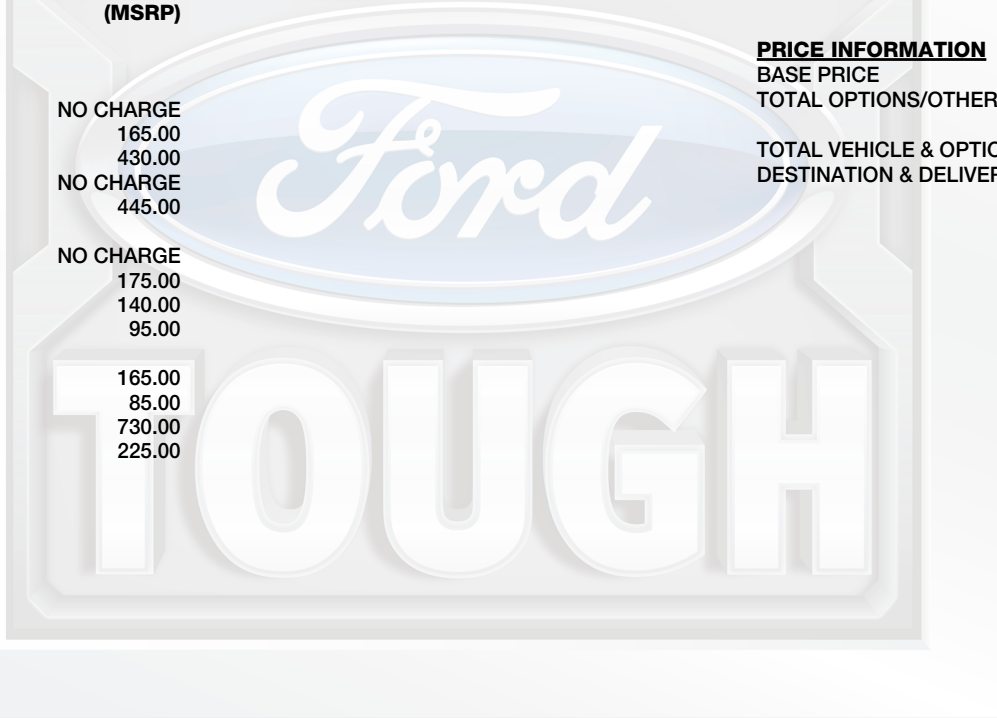 (MSRP)
NO CHARGE
165.00
430.00
NO CHARGE
445.00
NO CHARGE
175.00
140.00
95.00
165.00
85.00
730.00
225.00
PRICE INFORMATION
BASE PRICE
TOTAL OPTIONS/OTHER
TOTAL VEHICLE & OPTIO
DESTINATION & DELIVER
Ford
TOUGH